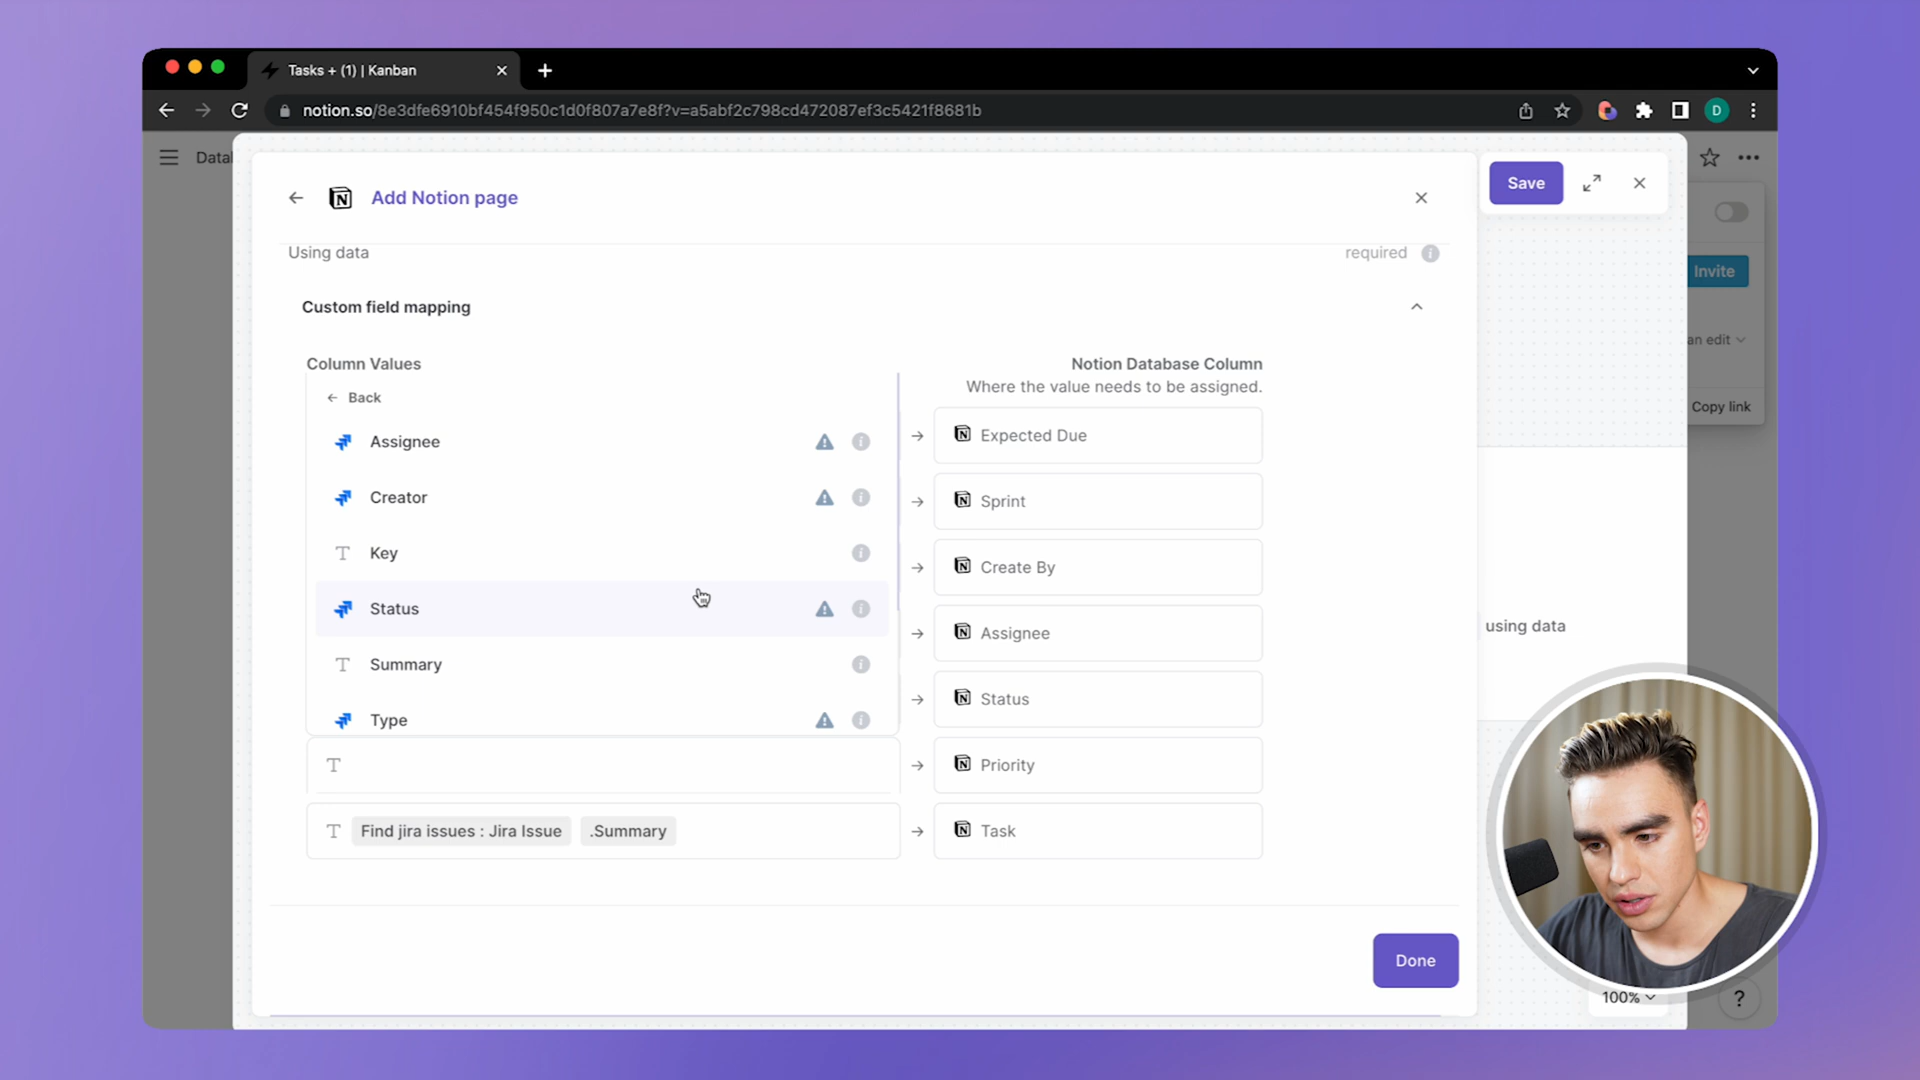 Tasks + (1) | Kanban
notion.so/8e3dfe6910bf454f950c1d0f807a7e8f?v=a5abf2c798cd472087ef3c5421f8681b
D
Datal
Add Notion page
Save
Using data
required
Invite
Custom field mapping
an edit
Column Values
Notion Database Column
Where the value needs to be assigned.
Back
Copy link
Assignee
Expected Due
Creator
Sprint
Key
Create By
Status
Assignee
using data
Summary
Status
Type
Priority
Find jira issues : Jira Issue .Summary
Task
Done
100%
?